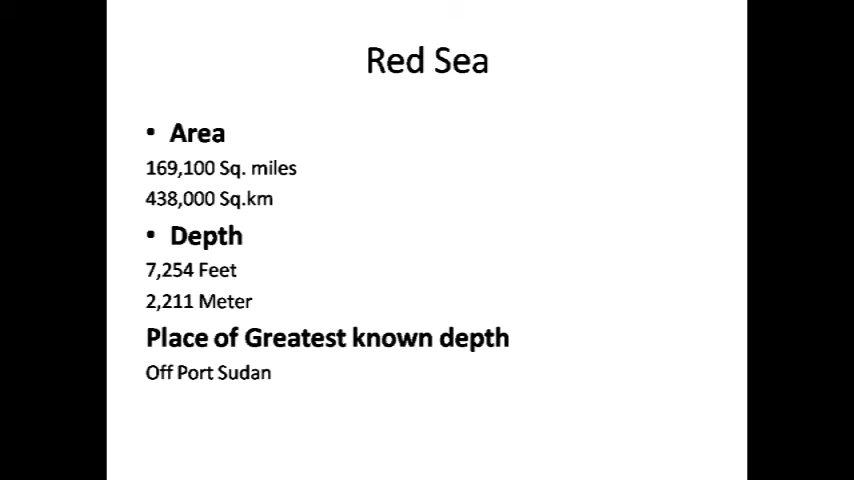 Red Sea
• Area
169,100 Sq. miles
438,000 Sq.km
• Depth
7,254 Feet
2,211 Meter
Place of Greatest known depth
Off Port Sudan